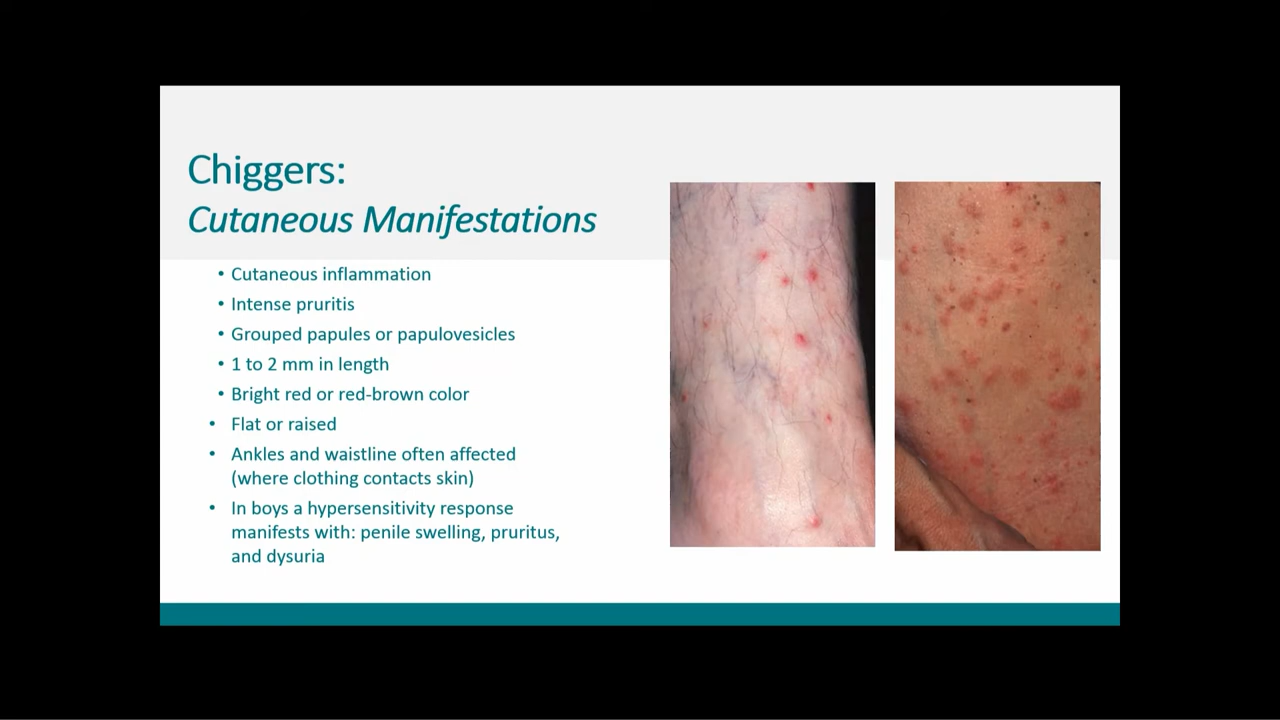 Chiggers:
Cutaneous Manifestations
• Cutaneous inflammation
• Intense pruritis
• Grouped papules or papulovesicles
• 1 to 2 mm in length
• Bright red or red-brown color
• Flat or raised
• Ankles and waistline often affected
(where clothing contacts skin)
• In boys a hypersensitivity response
manifests with: penile swelling, pruritus,
and dysuria